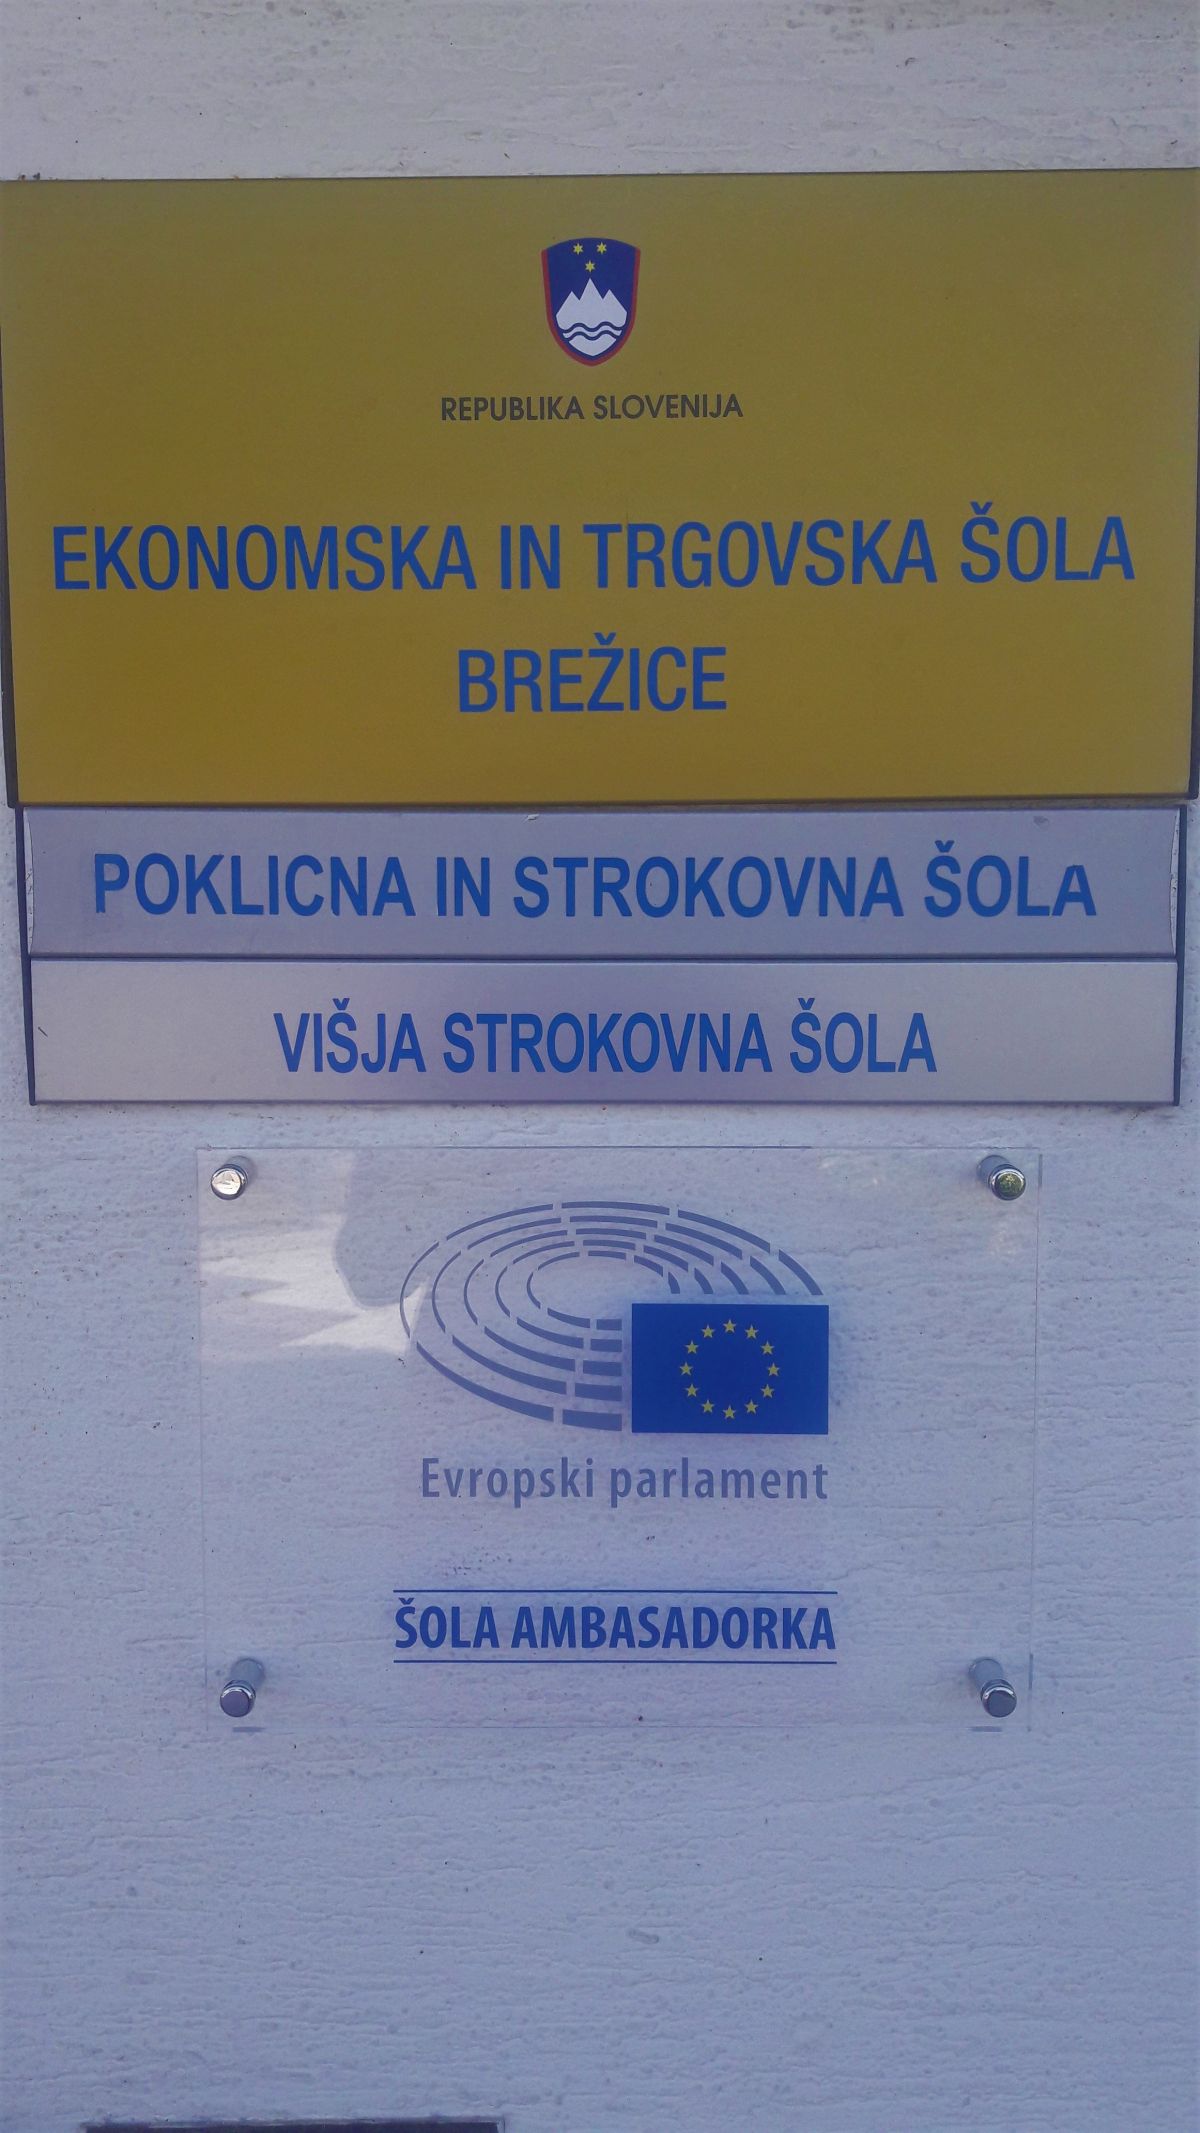 REPUBLIKA SLOVENIJA
EKONOMSKA IN TRGOVSKA ŠOLA
BREŽICE
POKLICNA IN STROKOVNA ŠOLA
VIŠJA STROKOVNA ŠOLA
Evropski parlament
ŠOLA AMBASADORKA